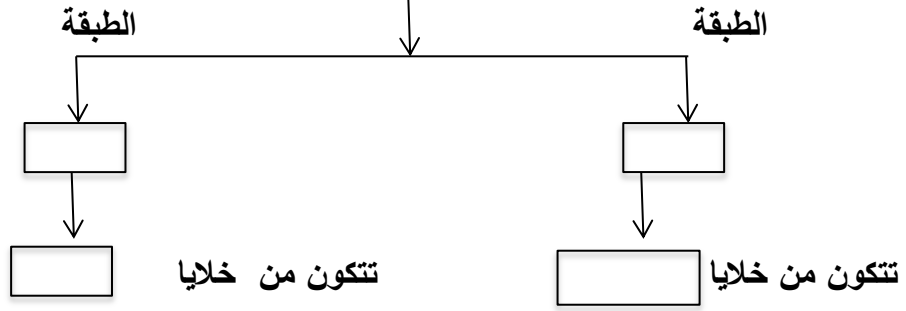 الطبقة
الطبقة
تتكون من خلايا
تتكون من خلايا